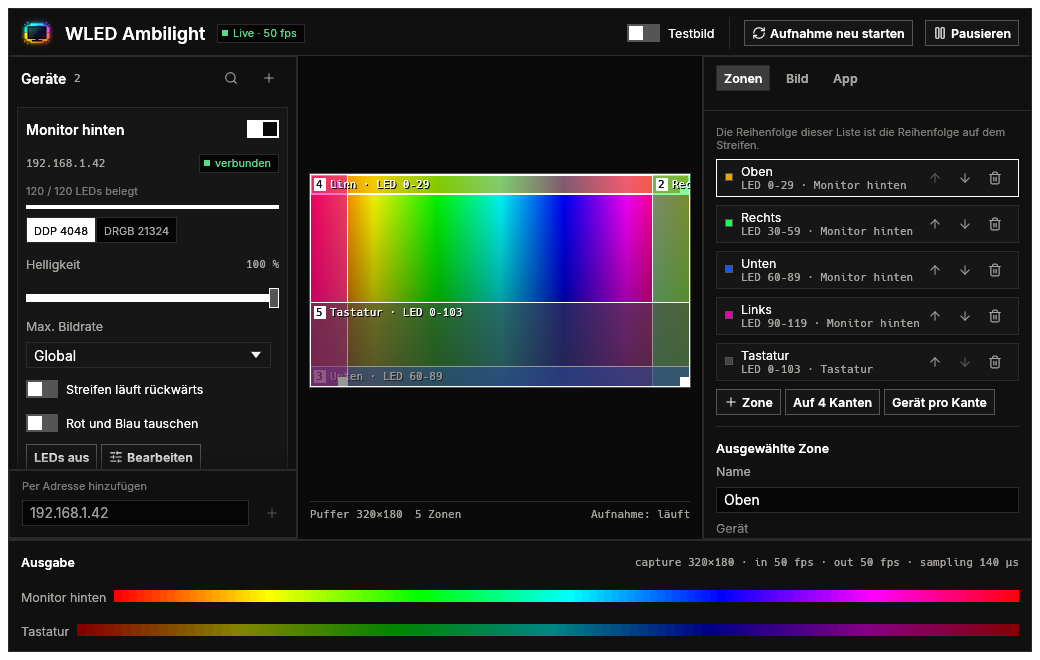 WLED Ambilight
Live · 50 fps
Testbild
Aufnahme neu starten
Pausieren
Geräte 2
Monitor hinten
192.168.1.42
verbunden
120 / 120 LEDs belegt
DDP 4048
DRGB 21324
Helligkeit
100 %
Max. Bildrate
Global
Streifen läuft rückwärts
Rot und Blau tauschen
LEDs aus
Bearbeiten
Per Adresse hinzufügen
192.168.1.42
4
· LED 0-29
2 Rec
5 Tastatur · LED 0-103
3 Unten · LED 60-89
Puffer 320×180 5 Zonen
Aufnahme: läuft
Zonen
Bild
App
Die Reihenfolge dieser Liste ist die Reihenfolge auf dem
Streifen.
Oben
LED 0-29 · Monitor hinten
Rechts
LED 30-59 · Monitor hinten
Unten
LED 60-89 · Monitor hinten
Links
LED 90-119 · Monitor hinten
Tastatur
LED 0-103 · Tastatur
Zone
Auf 4 Kanten
Gerät pro Kante
Ausgewählte Zone
Name
Oben
Gerät
Ausgabe
capture 320×180 · in 50 fps · out 50 fps · sampling 140 µs
Monitor hinten
Tastatur